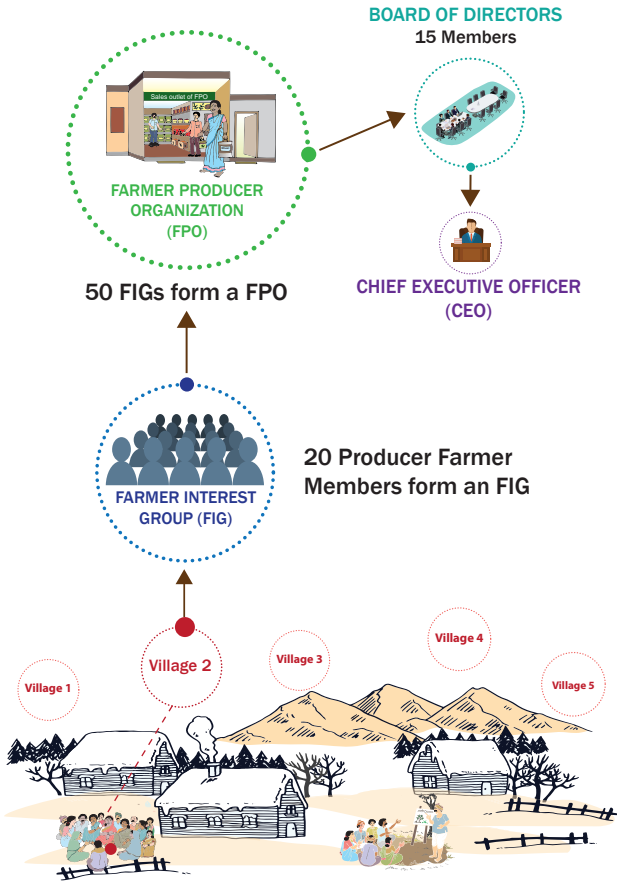 BOARD OF DIRECTORS
15 Members
Sales outlet of FPO
FARMER PRODUCER
ORGANIZATION
(FPO)
50 FIGs form a FPO
CHIEF EXECUTIVE OFFICER
(CEO)
20 Producer Farmer
Members form an FIG
FARMER INTEREST
GROUP (FIG)
Village 1
Village 2
Village 3
Village 4
Village 5